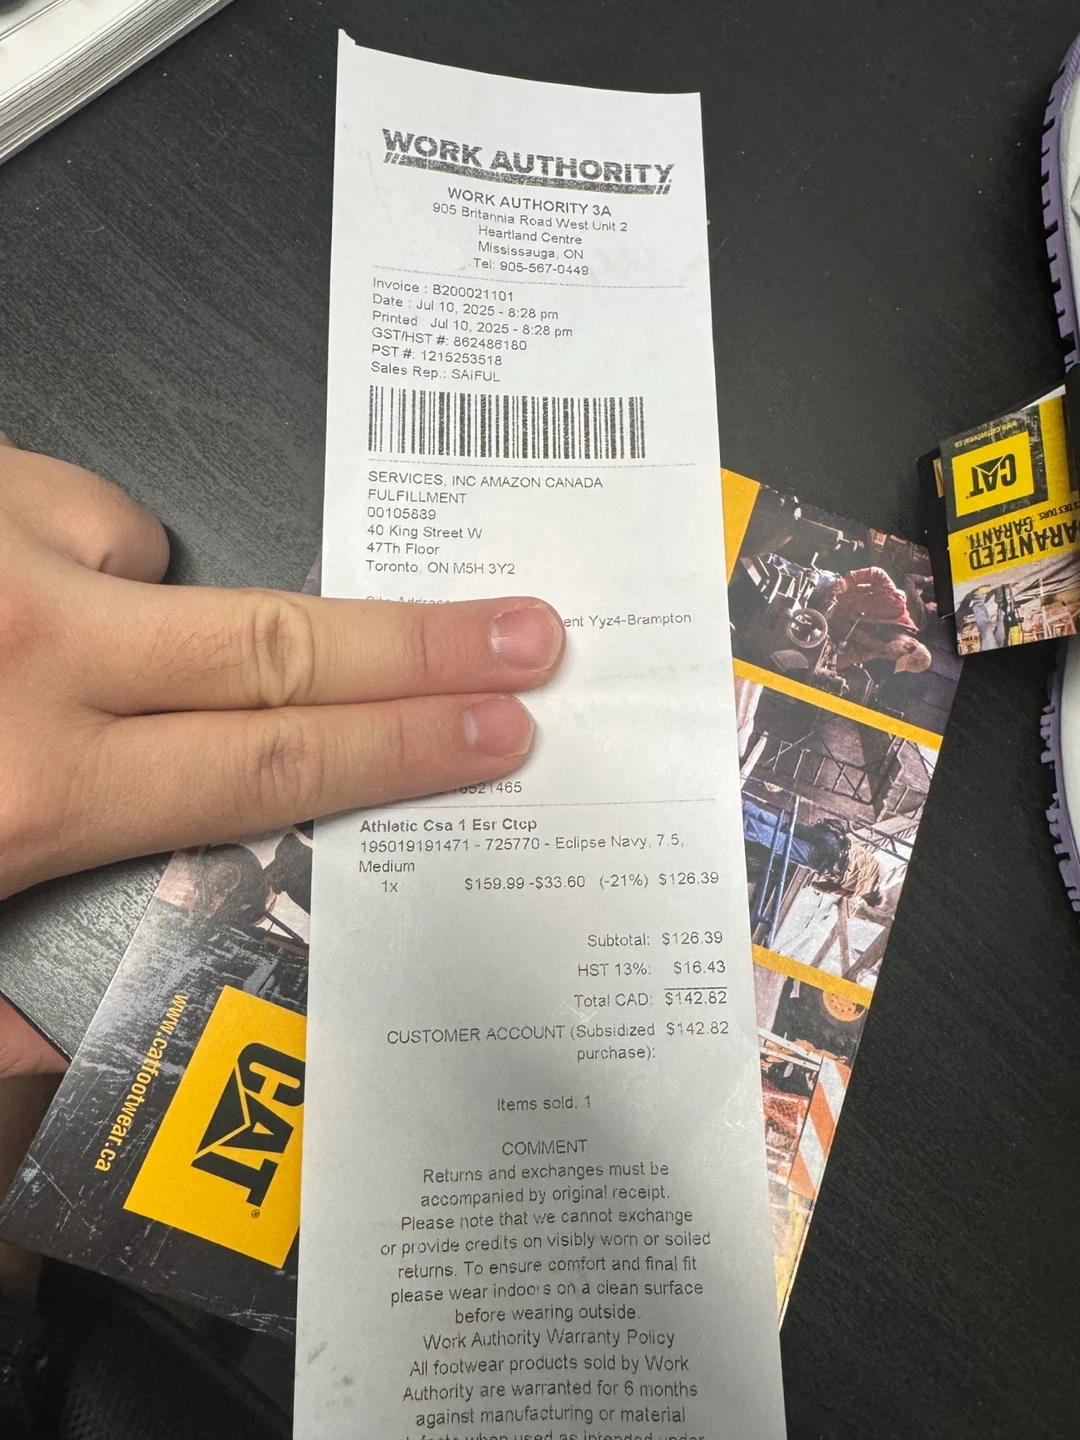 WORK AUTHORITY
WORK AUTHORITY 3A
905 Britannia Road West Unit 2
Heartland Centre
Mississauga, ON
Tel: 905-567-0449
Invoice : B200021101
Date : Jul 10, 2025 - 8:28 pm
Printed Jul 10, 2025 - 8:28 pm
GST/HST #: 862486180
PST #: 1215253518
Sales Rep.: SAIFUL
SERVICES, INC AMAZON CANADA
FULFILLMENT
00105889
40 King Street W
47Th Floor
Toronto, ON M5H 3Y2
Yyz4-Brampton
Athletic Csa 1 Esr Ctcp
195019191471 - 725770 - Eclipse Navy, 7.5,
Medium
1x $159.99 -$33.60 (-21%) $126.39
Subtotal: $126.39
HST 13%: $16.43
Total CAD: $142.82
CUSTOMER ACCOUNT (Subsidized $142.82
purchase):
Items sold: 1
COMMENT
Returns and exchanges must be
accompanied by original receipt.
Please note that we cannot exchange
or provide credits on visibly worn or soiled
returns. To ensure comfort and final fit
please wear indoors on a clean surface
before wearing outside.
Work Authority Warranty Policy
All footwear products sold by Work
Authority are warranted for 6 months
against manufacturing or material
when used as intended under
www.catfootwear.ca
CAT
www.catfootwear.ca
CAT